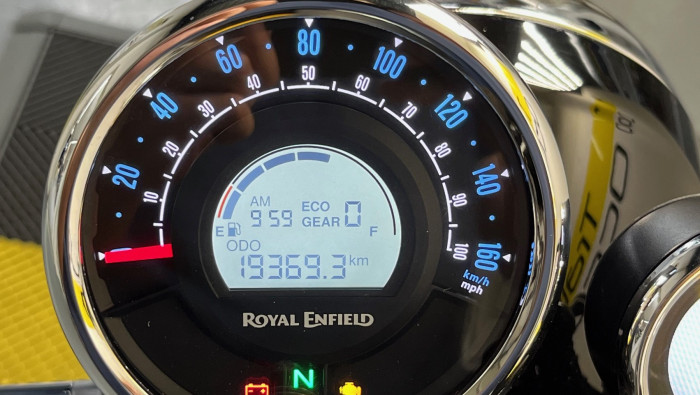 20 40 60 80 100 120 140 160
10 20 30 40 50 60 70 80 90 100
km/h
mph
AM
9 59 ECO
GEAR 0
E F
ODO
19369.3 km
ROYAL ENFIELD
N